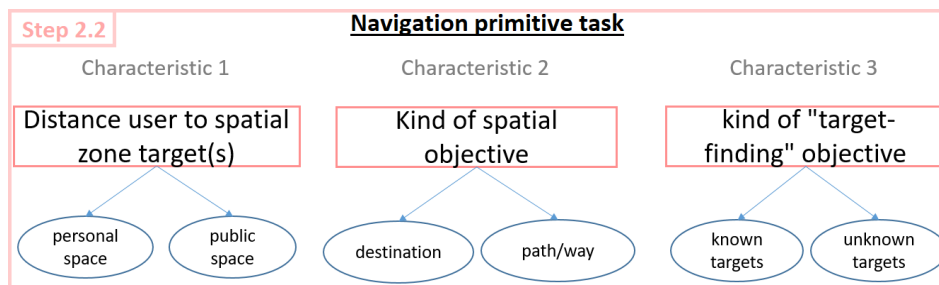 Step 2.2
Navigation primitive task
Characteristic 1
Characteristic 2
Characteristic 3
Distance user to spatial
zone target(s)
Kind of spatial
objective
kind of "target-
finding" objective
personal
space
public
space
destination
path/way
known
targets
unknown
targets